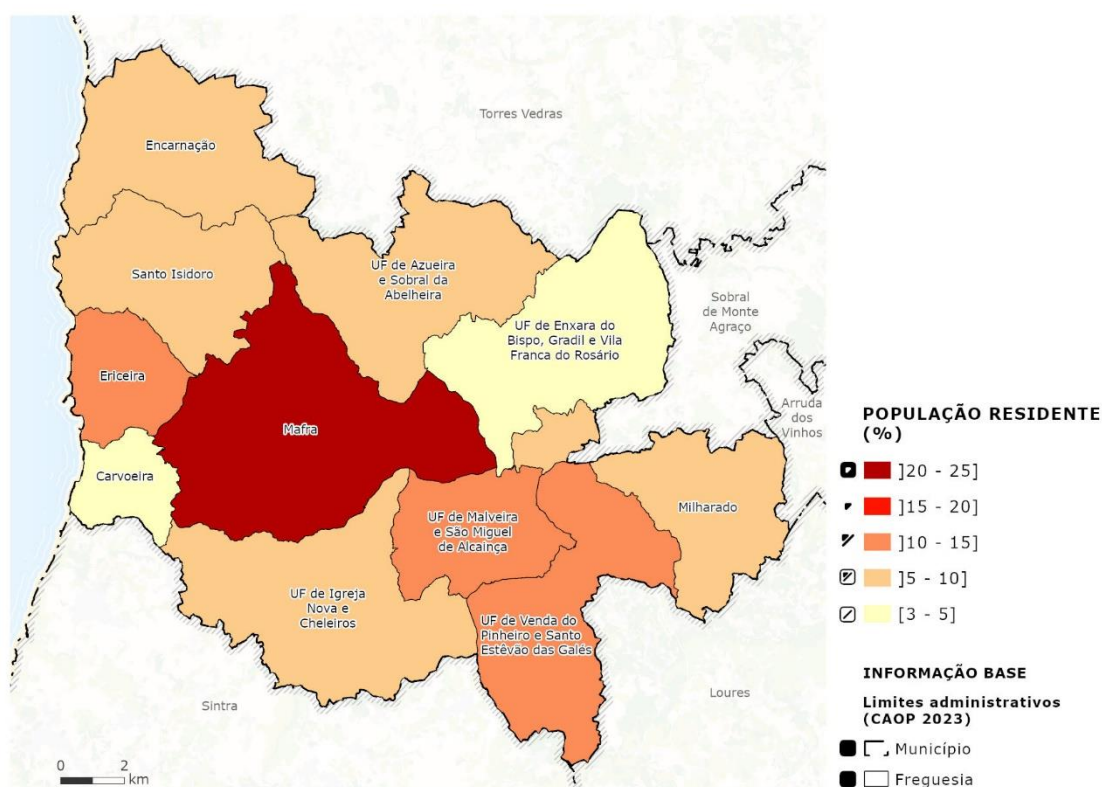 Torres Vedras
Encarnação
Santo Isidoro
UF de Azueira
e Sobral da
Abelheira
Sobral
de Monte
Agraço
UF de Enxara do
Bispo, Gradil e Vila
Franca do Rosário
Ericeira
Arruda
dos
Vinhos
Mafra
Carvoeira
UF de Malveira
e São Miguel
de Alcainça
Milharado
UF de Igreja
Nova e
Cheleiros
UF de Venda do
Pinheiro e Santo
Estêvão das Galés
Sintra
Loures
0 2
km
POPULAÇÃO RESIDENTE
(%)
]20 - 25]
]15 - 20]
]10 - 15]
]5 - 10]
[3 - 5]
INFORMAÇÃO BASE
Limites administrativos
(CAOP 2023)
Município
Freguesia